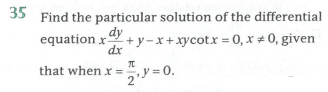 35 Find the particular solution of the differential
equation x dy/dx + y – x + xy cot x = 0, x ≠ 0, given
that when x = π/2, y = 0.